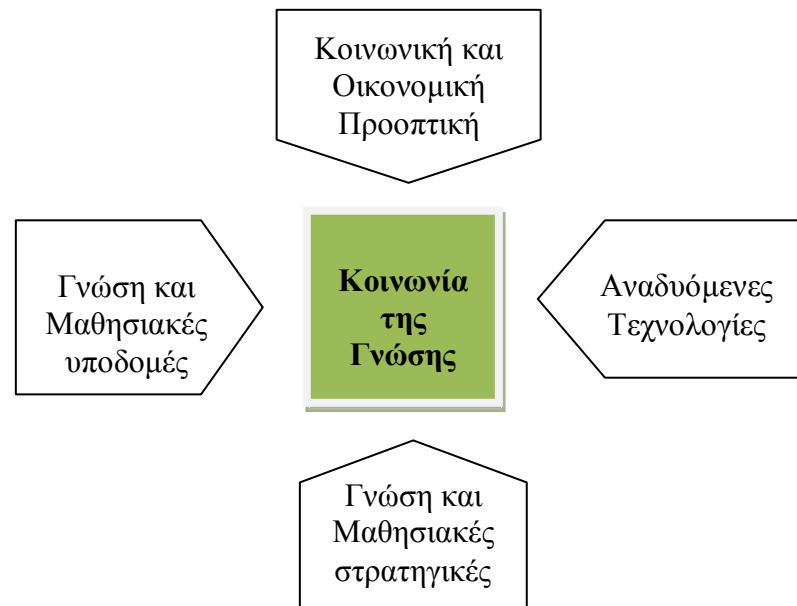 Κοινωνική και
Οικονομική
Προοπτική
Γνώση και
Μαθησιακές
υποδομές
Κοινωνία
της
Γνώσης
Αναδυόμενες
Τεχνολογίες
Γνώση και
Μαθησιακές
στρατηγικές